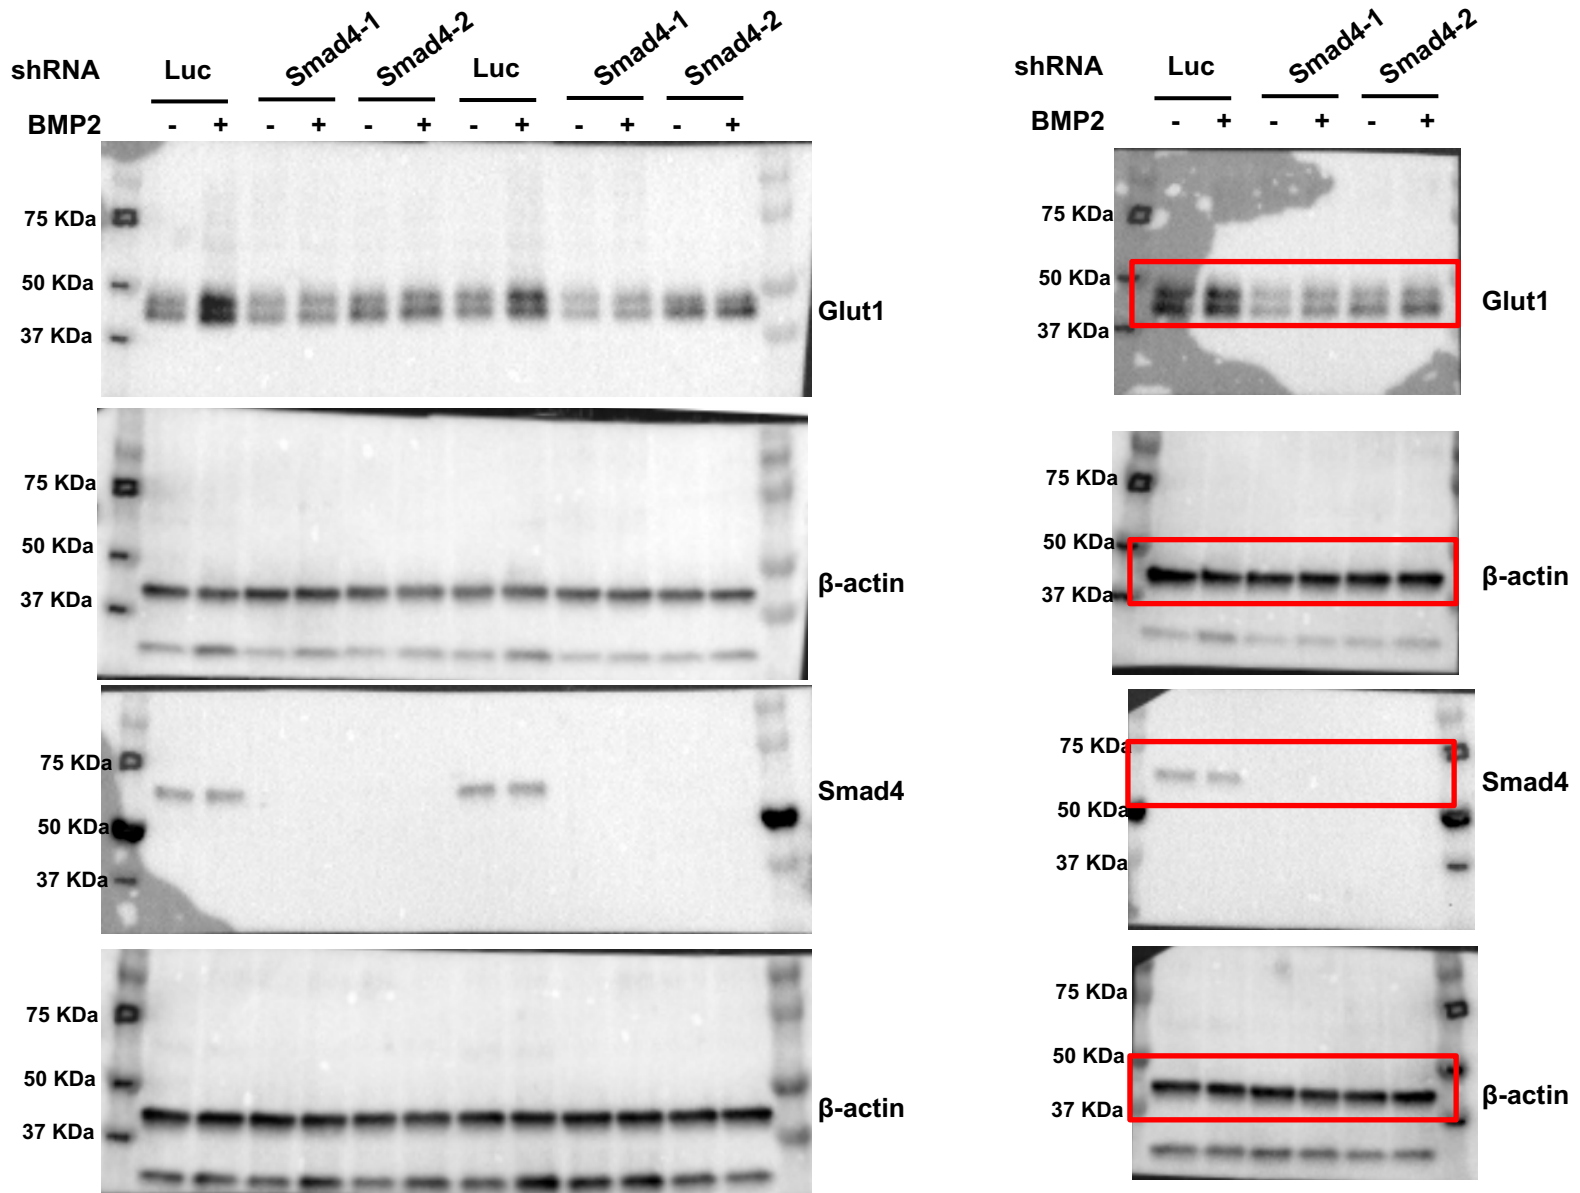 shRNA Luc Smad4-1 Smad4-2 Luc Smad4-1 Smad4-2
BMP2 - + - + - + - + - + - +
75 KDa
50 KDa
37 KDa
Glut1
75 KDa
50 KDa
37 KDa
β-actin
75 KDa
50 KDa
37 KDa
Smad4
75 KDa
50 KDa
37 KDa
β-actin
shRNA Luc Smad4-1 Smad4-2
BMP2 - + - + - +
75 KDa
50 KDa
37 KDa
Glut1
75 KDa
50 KDa
37 KDa
β-actin
75 KDa
50 KDa
37 KDa
Smad4
75 KDa
50 KDa
37 KDa
β-actin